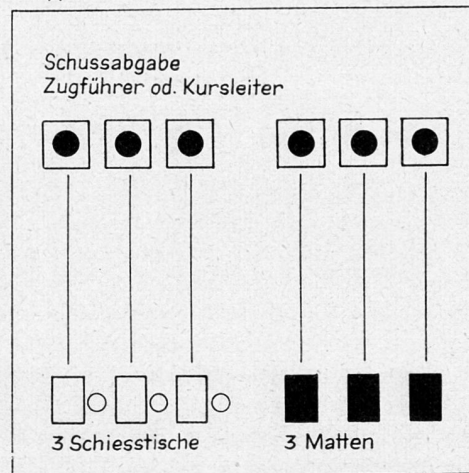 Schussabgabe
Zugführer od. Kursleiter
3 Schiesstische
3 Matten